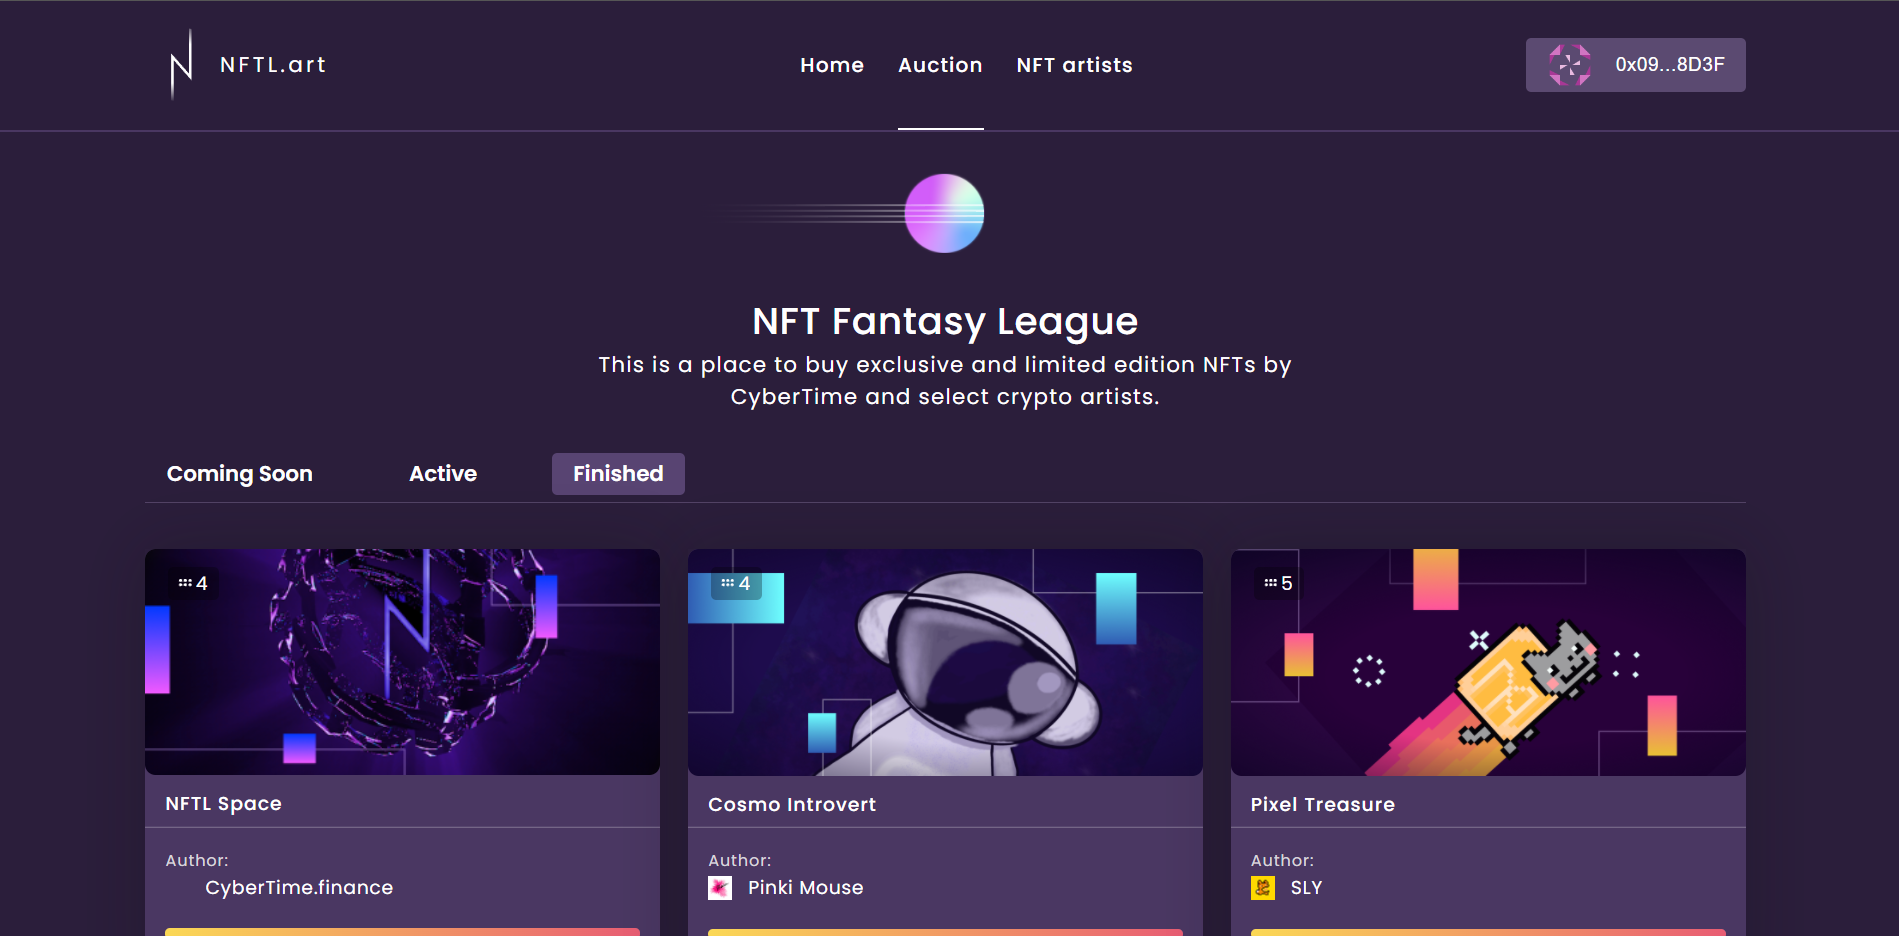 NFTL.art
Home
Auction
NFT artists
0x09...8D3F
NFT Fantasy League
This is a place to buy exclusive and limited edition NFTs by
CyberTime and select crypto artists.
Coming Soon
Active
Finished
4
4
5
NFTL Space
Cosmo Introvert
Pixel Treasure
Author:
CyberTime.finance
Author:
Pinki Mouse
Author:
SLY